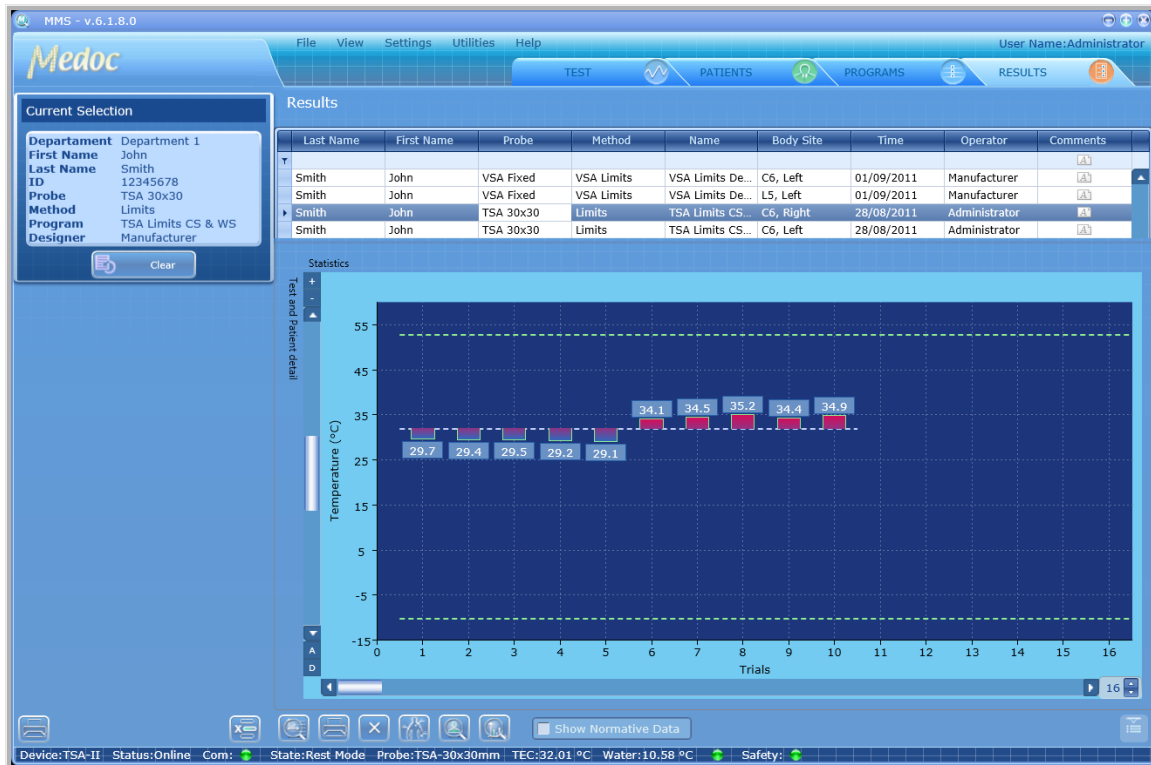 MMS - v.6.1.8.0
Medoc
File View Settings Utilities Help
User Name:Administrator
TEST PATIENTS PROGRAMS RESULTS
Current Selection
Departament Department 1
First Name John
Last Name Smith
ID 12345678
Probe TSA 30x30
Method Limits
Program TSA Limits CS & WS
Designer Manufacturer
Clear
Results
Last Name First Name Probe Method Name Body Site Time Operator Comments
Smith John VSA Fixed VSA Limits VSA Limits De... C6, Left 01/09/2011 Manufacturer
Smith John VSA Fixed VSA Limits VSA Limits De... L5, Left 01/09/2011 Manufacturer
Smith John TSA 30x30 Limits TSA Limits CS... C6, Right 28/08/2011 Administrator
Smith John TSA 30x30 Limits TSA Limits CS... C6, Left 28/08/2011 Administrator
Statistics
Test and Patient detail
+
-
A
D
Temperature (°C)
55
45
35
25
15
5
-5
-15
34.1 34.5 35.2 34.4 34.9
29.7 29.4 29.5 29.2 29.1
0 1 2 3 4 5 6 7 8 9 10 11 12 13 14 15 16
Trials
16
Show Normative Data
Device:TSA-II Status:Online Com: State:Rest Mode Probe:TSA-30x30mm TEC:32.01 °C Water:10.58 °C Safety: